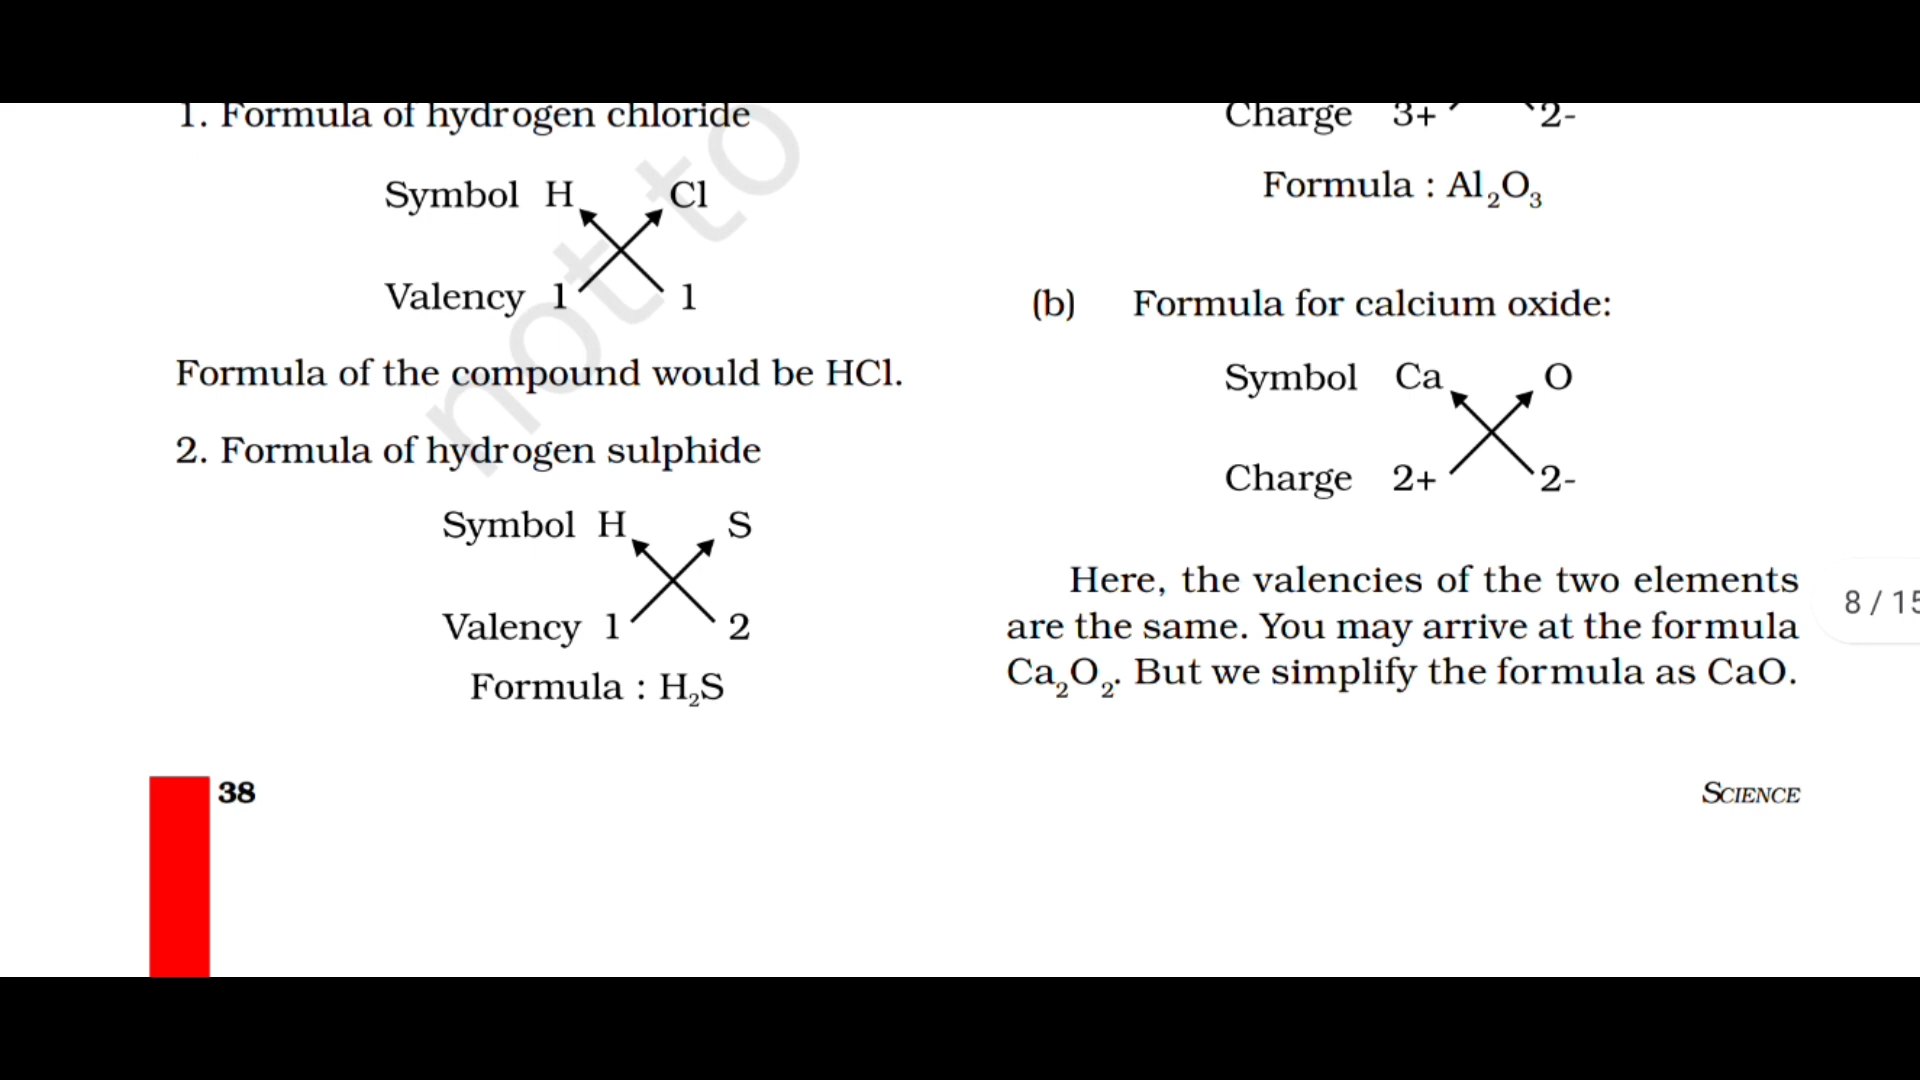 1. Formula of hydrogen chloride
Symbol H Cl
Valency 1 1
Formula of the compound would be HCl.
2. Formula of hydrogen sulphide
Symbol H S
Valency 1 2
Formula : H₂S
38
Charge 3+ 2-
Formula : Al₂O₃
(b) Formula for calcium oxide:
Symbol Ca O
Charge 2+ 2-
Here, the valencies of the two elements
are the same. You may arrive at the formula
Ca₂O₂. But we simplify the formula as CaO.
SCIENCE
8 / 15
not to